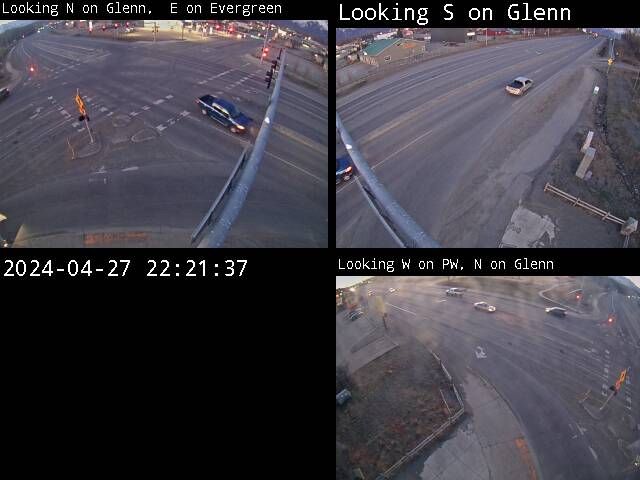 Looking N on Glenn,  E on Evergreen
Looking S on Glenn
2024-04-27 22:21:37
Looking W on PW, N on Glenn